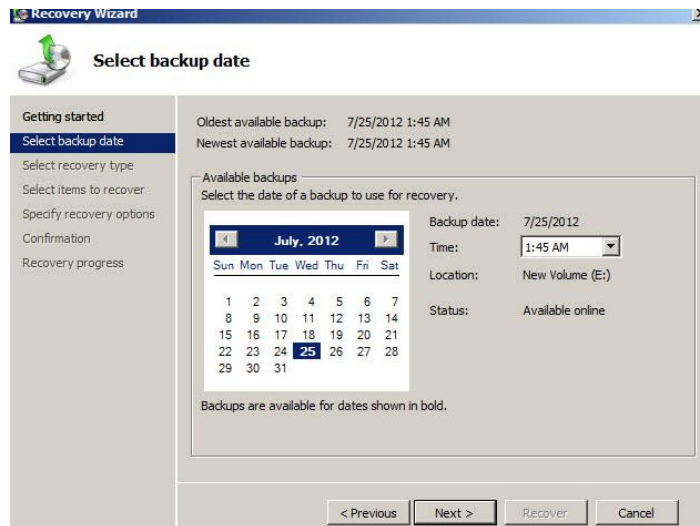 Recovery Wizard
Select backup date
Getting started
Select backup date
Select recovery type
Select items to recover
Specify recovery options
Confirmation
Recovery progress
Oldest available backup: 7/25/2012 1:45 AM
Newest available backup: 7/25/2012 1:45 AM
Available backups
Select the date of a backup to use for recovery.
July, 2012
Sun Mon Tue Wed Thu Fri Sat
1 2 3 4 5 6 7
8 9 10 11 12 13 14
15 16 17 18 19 20 21
22 23 24 25 26 27 28
29 30 31
Backup date: 7/25/2012
Time: 1:45 AM
Location: New Volume (E:)
Status: Available online
Backups are available for dates shown in bold.
< Previous Next > Recover Cancel